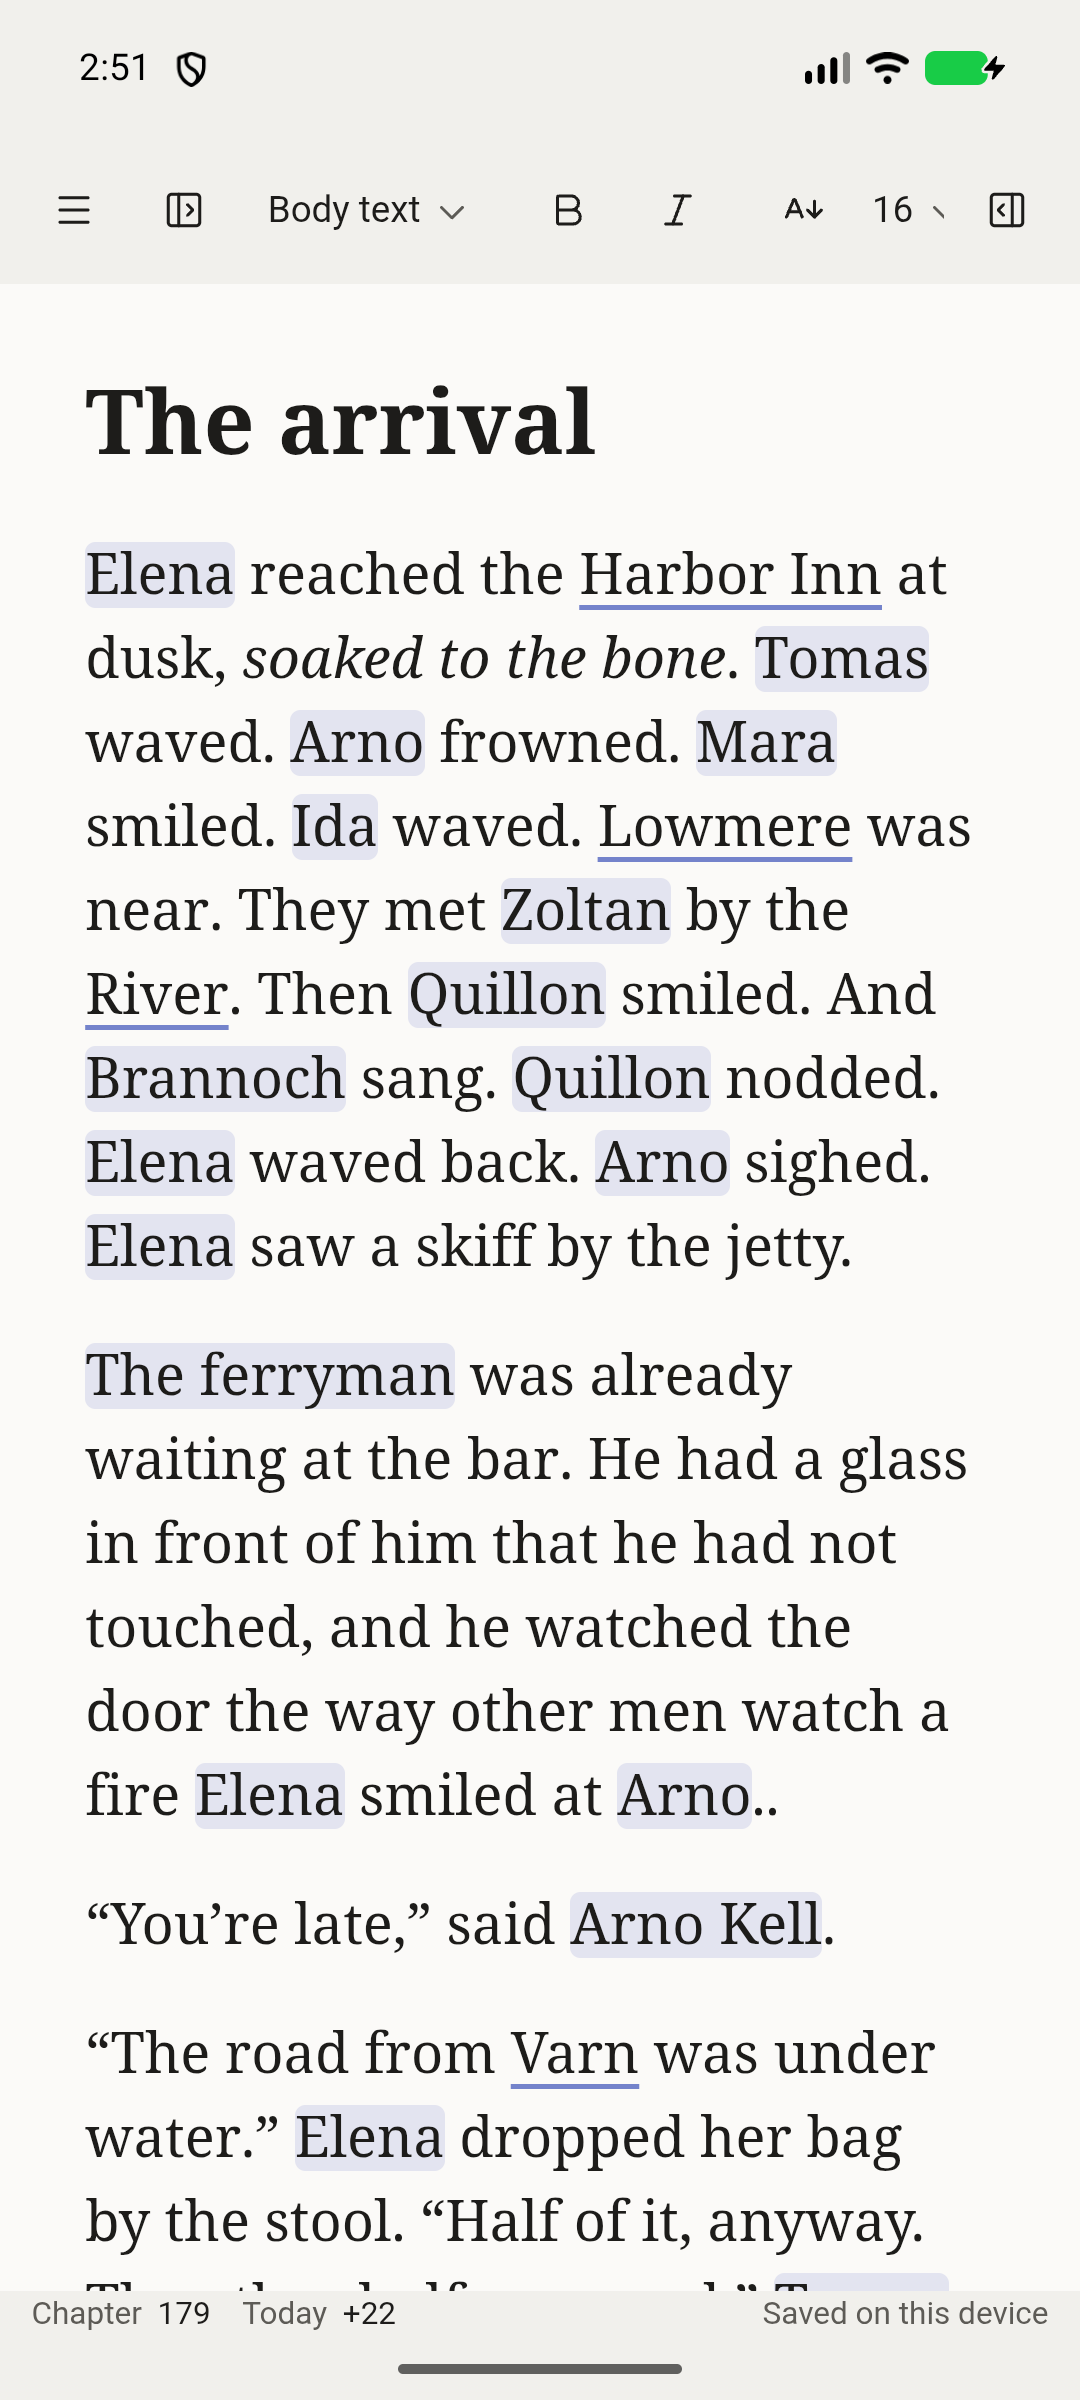 2:51
Body text
16
The arrival
Elena reached the Harbor Inn at
dusk, soaked to the bone. Tomas
waved. Arno frowned. Mara
smiled. Ida waved. Lowmere was
near. They met Zoltan by the
River. Then Quillon smiled. And
Brannoch sang. Quillon nodded.
Elena waved back. Arno sighed.
Elena saw a skiff by the jetty.
The ferryman was already
waiting at the bar. He had a glass
in front of him that he had not
touched, and he watched the
door the way other men watch a
fire Elena smiled at Arno..
“You’re late,” said Arno Kell.
“The road from Varn was under
water.” Elena dropped her bag
by the stool. “Half of it, anyway.
Chapter 179 Today +22 Saved on this device